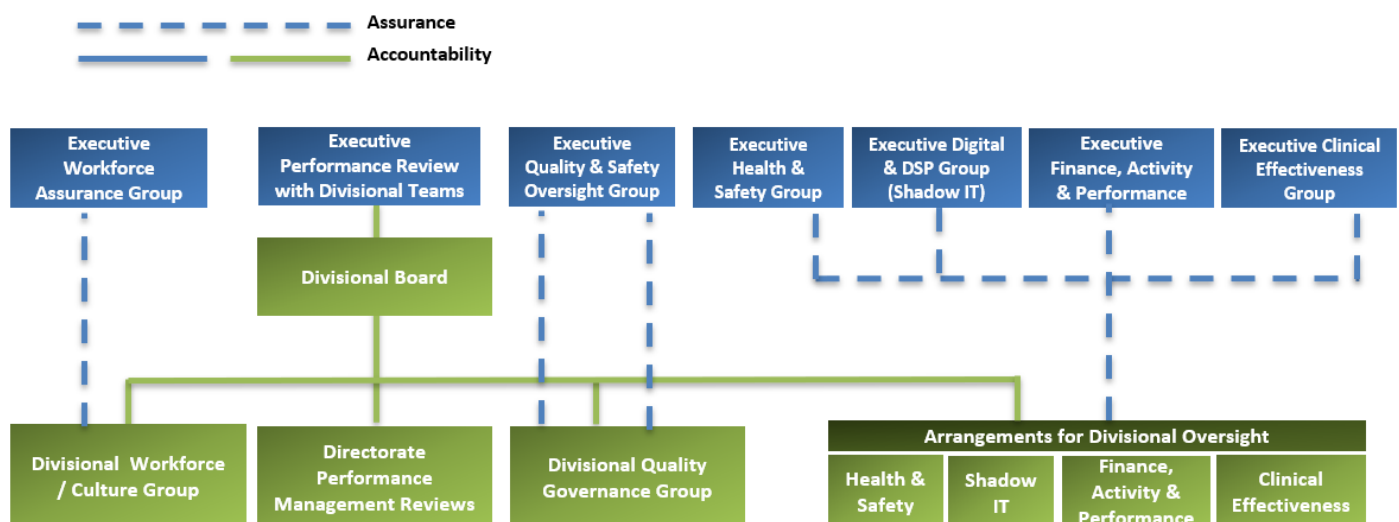 Assurance
Accountability
Executive
Workforce
Assurance Group
Executive
Performance Review
with Divisional Teams
Executive
Quality & Safety
Oversight Group
Executive
Health &
Safety Group
Executive Digital
& DSP Group
(Shadow IT)
Executive
Finance, Activity
& Performance
Executive Clinical
Effectiveness
Group
Divisional Board
Divisional Workforce
/ Culture Group
Directorate
Performance
Management Reviews
Divisional Quality
Governance Group
Arrangements for Divisional Oversight
Health &
Safety
Shadow
IT
Finance,
Activity &
Performance
Clinical
Effectiveness